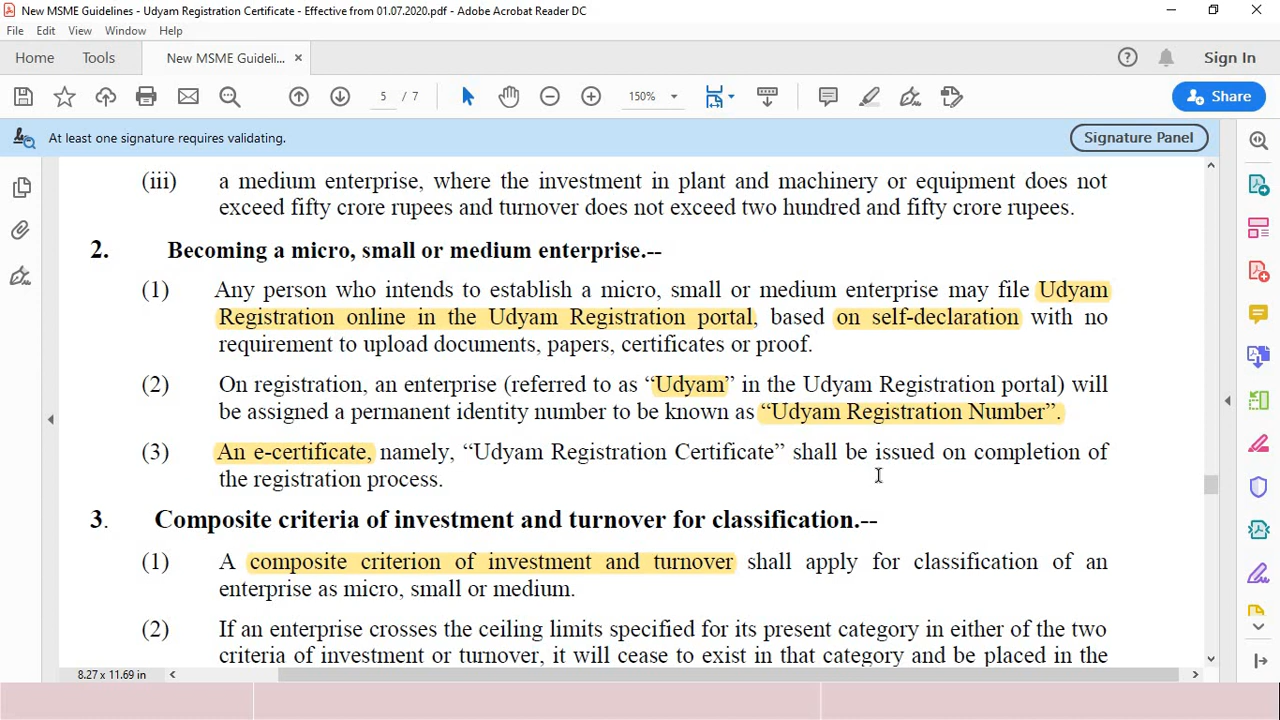 New MSME Guidelines - Udyam Registration Certificate - Effective from 01.07.2020.pdf - Adobe Acrobat Reader DC
File Edit View Window Help
Home Tools New MSME Guideli... × Sign In
5 / 7 150% Share
At least one signature requires validating. Signature Panel
(iii) a medium enterprise, where the investment in plant and machinery or equipment does not
exceed fifty crore rupees and turnover does not exceed two hundred and fifty crore rupees.
2. Becoming a micro, small or medium enterprise.--
(1) Any person who intends to establish a micro, small or medium enterprise may file Udyam
Registration online in the Udyam Registration portal, based on self-declaration with no
requirement to upload documents, papers, certificates or proof.
(2) On registration, an enterprise (referred to as “Udyam” in the Udyam Registration portal) will
be assigned a permanent identity number to be known as “Udyam Registration Number”.
(3) An e-certificate, namely, “Udyam Registration Certificate” shall be issued on completion of
the registration process.
3. Composite criteria of investment and turnover for classification.--
(1) A composite criterion of investment and turnover shall apply for classification of an
enterprise as micro, small or medium.
(2) If an enterprise crosses the ceiling limits specified for its present category in either of the two
criteria of investment or turnover, it will cease to exist in that category and be placed in the
8.27 x 11.69 in